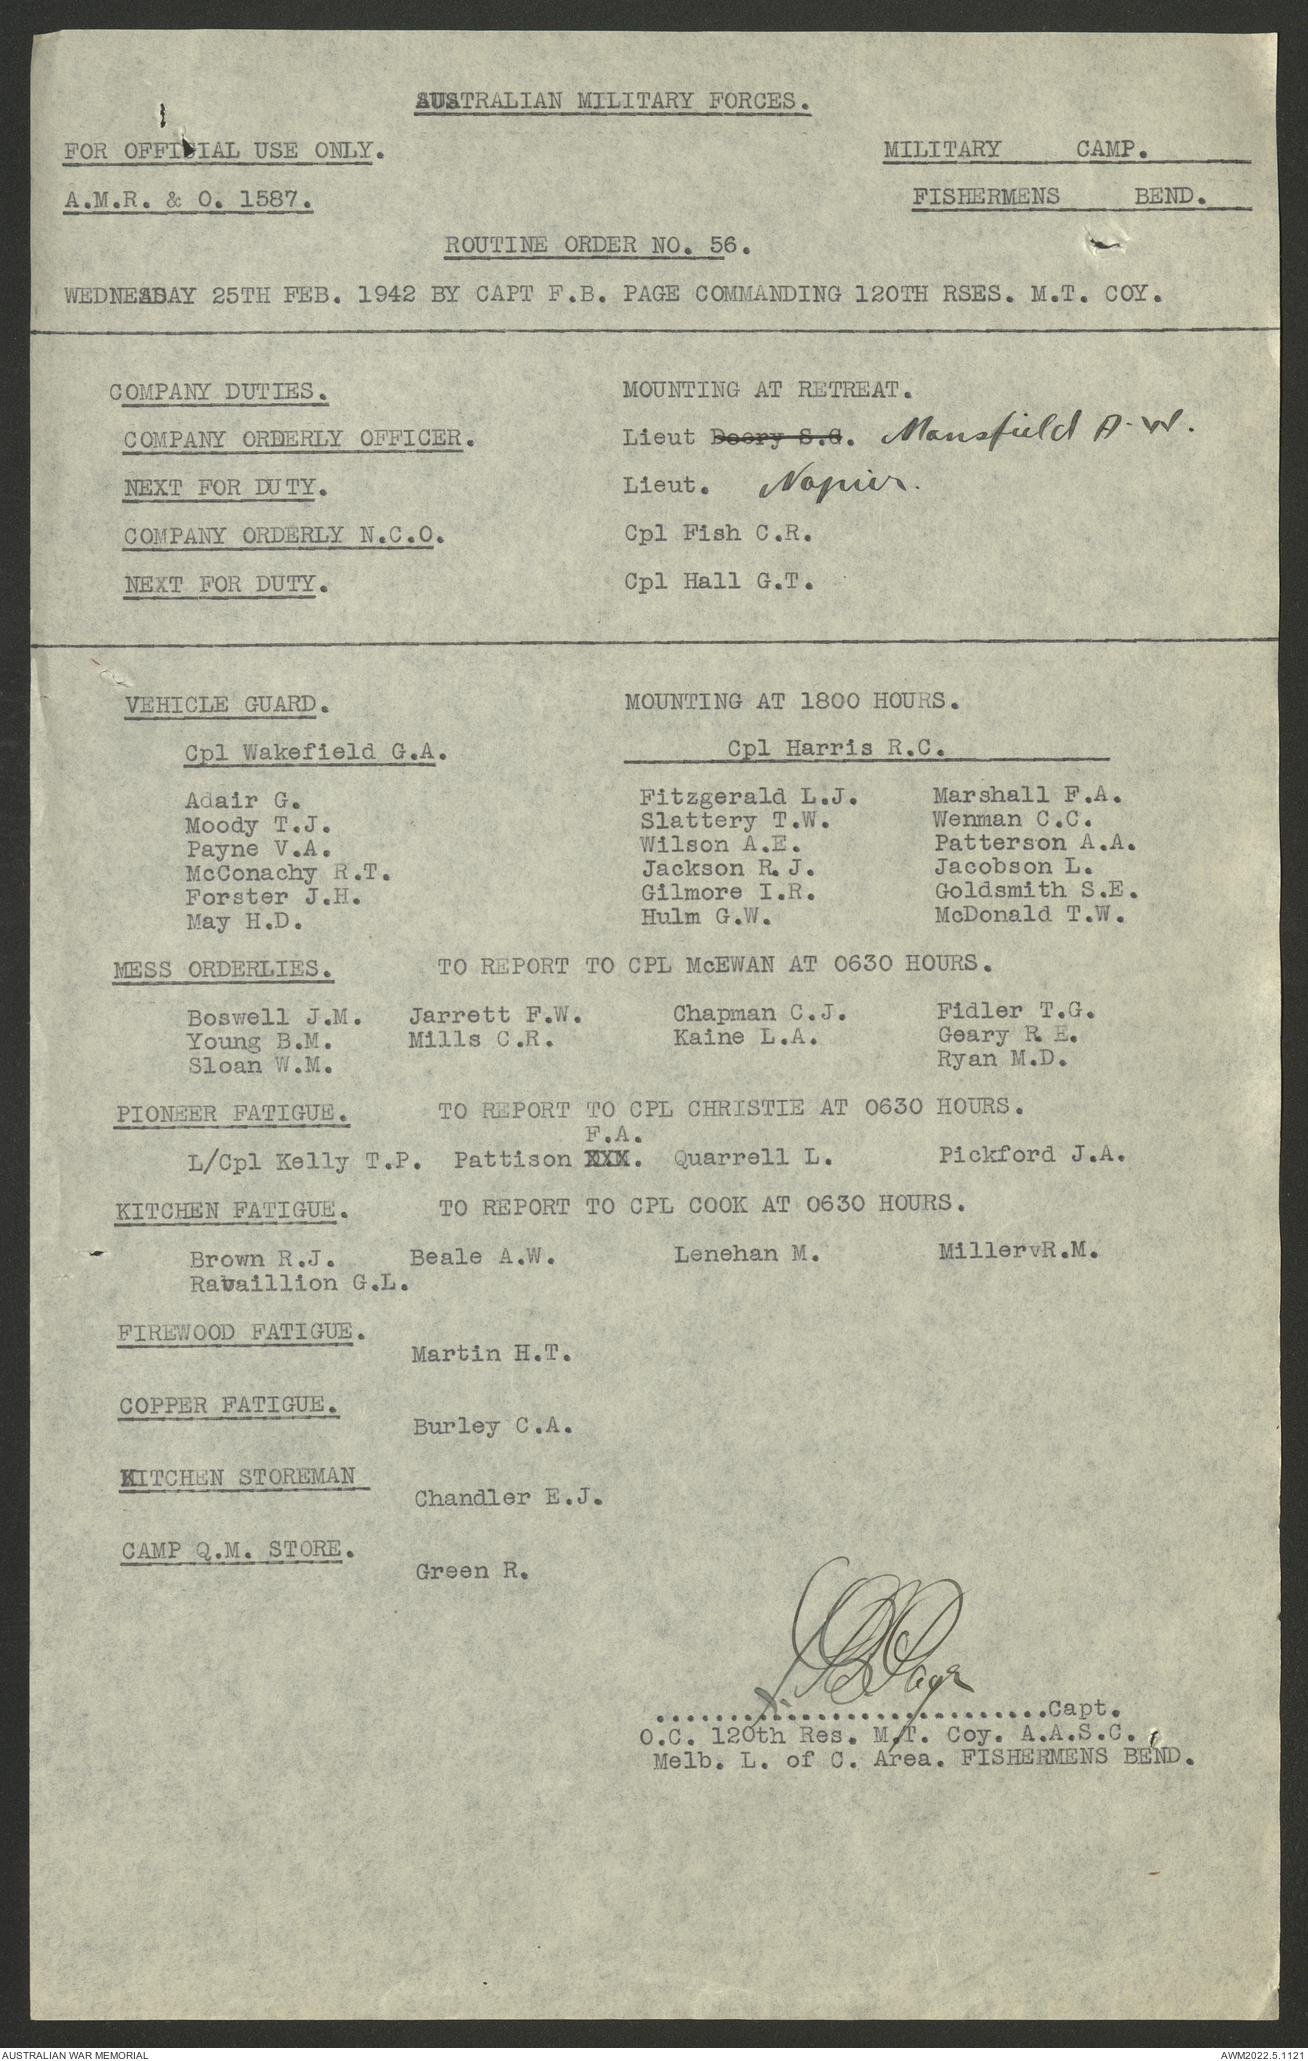 AUSTRALIAN MILITARY FORCES.
FOR OFFICIAL USE ONLY. MILITARY CAMP.
A.M.R. & O. 1587. FISHERMENS BEND.
ROUTINE ORDER NO. 56.
WEDNESDAY 25TH FEB. 1942 BY CAPT F.B. PAGE COMMANDING 120TH RSES. M.T. COY.
COMPANY DUTIES. MOUNTING AT RETREAT.
COMPANY ORDERLY OFFICER. Lieut Deery S.G. Mansfield A.W.
NEXT FOR DUTY. Lieut. Napier.
COMPANY ORDERLY N.C.O. Cpl Fish C.R.
NEXT FOR DUTY. Cpl Hall G.T.
VEHICLE GUARD. MOUNTING AT 1800 HOURS.
Cpl Wakefield G.A. Cpl Harris R.C.
Adair G. Fitzgerald L.J. Marshall F.A.
Moody T.J. Slattery T.W. Wenman C.C.
Payne V.A. Wilson A.E. Patterson A.A.
McConachy R.T. Jackson R.J. Jacobson L.
Forster J.H. Gilmore I.R. Goldsmith S.E.
May H.D. Hulm G.W. McDonald T.W.
MESS ORDERLIES. TO REPORT TO CPL McEWAN AT 0630 HOURS.
Boswell J.M. Jarrett F.W. Chapman C.J. Fidler T.G.
Young B.M. Mills C.R. Kaine L.A. Geary R E.
Sloan W.M. Ryan M.D.
PIONEER FATIGUE. TO REPORT TO CPL CHRISTIE AT 0630 HOURS.
F.A.
L/Cpl Kelly T.P. Pattison XXX. Quarrell L. Pickford J.A.
KITCHEN FATIGUE. TO REPORT TO CPL COOK AT 0630 HOURS.
Brown R.J. Beale A.W. Lenehan M. MillervR.M.
Ravaillion G.L.
FIREWOOD FATIGUE.
Martin H.T.
COPPER FATIGUE.
Burley C.A.
KITCHEN STOREMAN
Chandler E.J.
CAMP Q.M. STORE.
Green R.
FBPage
...........................Capt.
O.C. 120th Res. M.T. Coy. A.A.S.C.
Melb. L. of C. Area. FISHERMENS BEND.
AUSTRALIAN WAR MEMORIAL AWM2022.5.1121